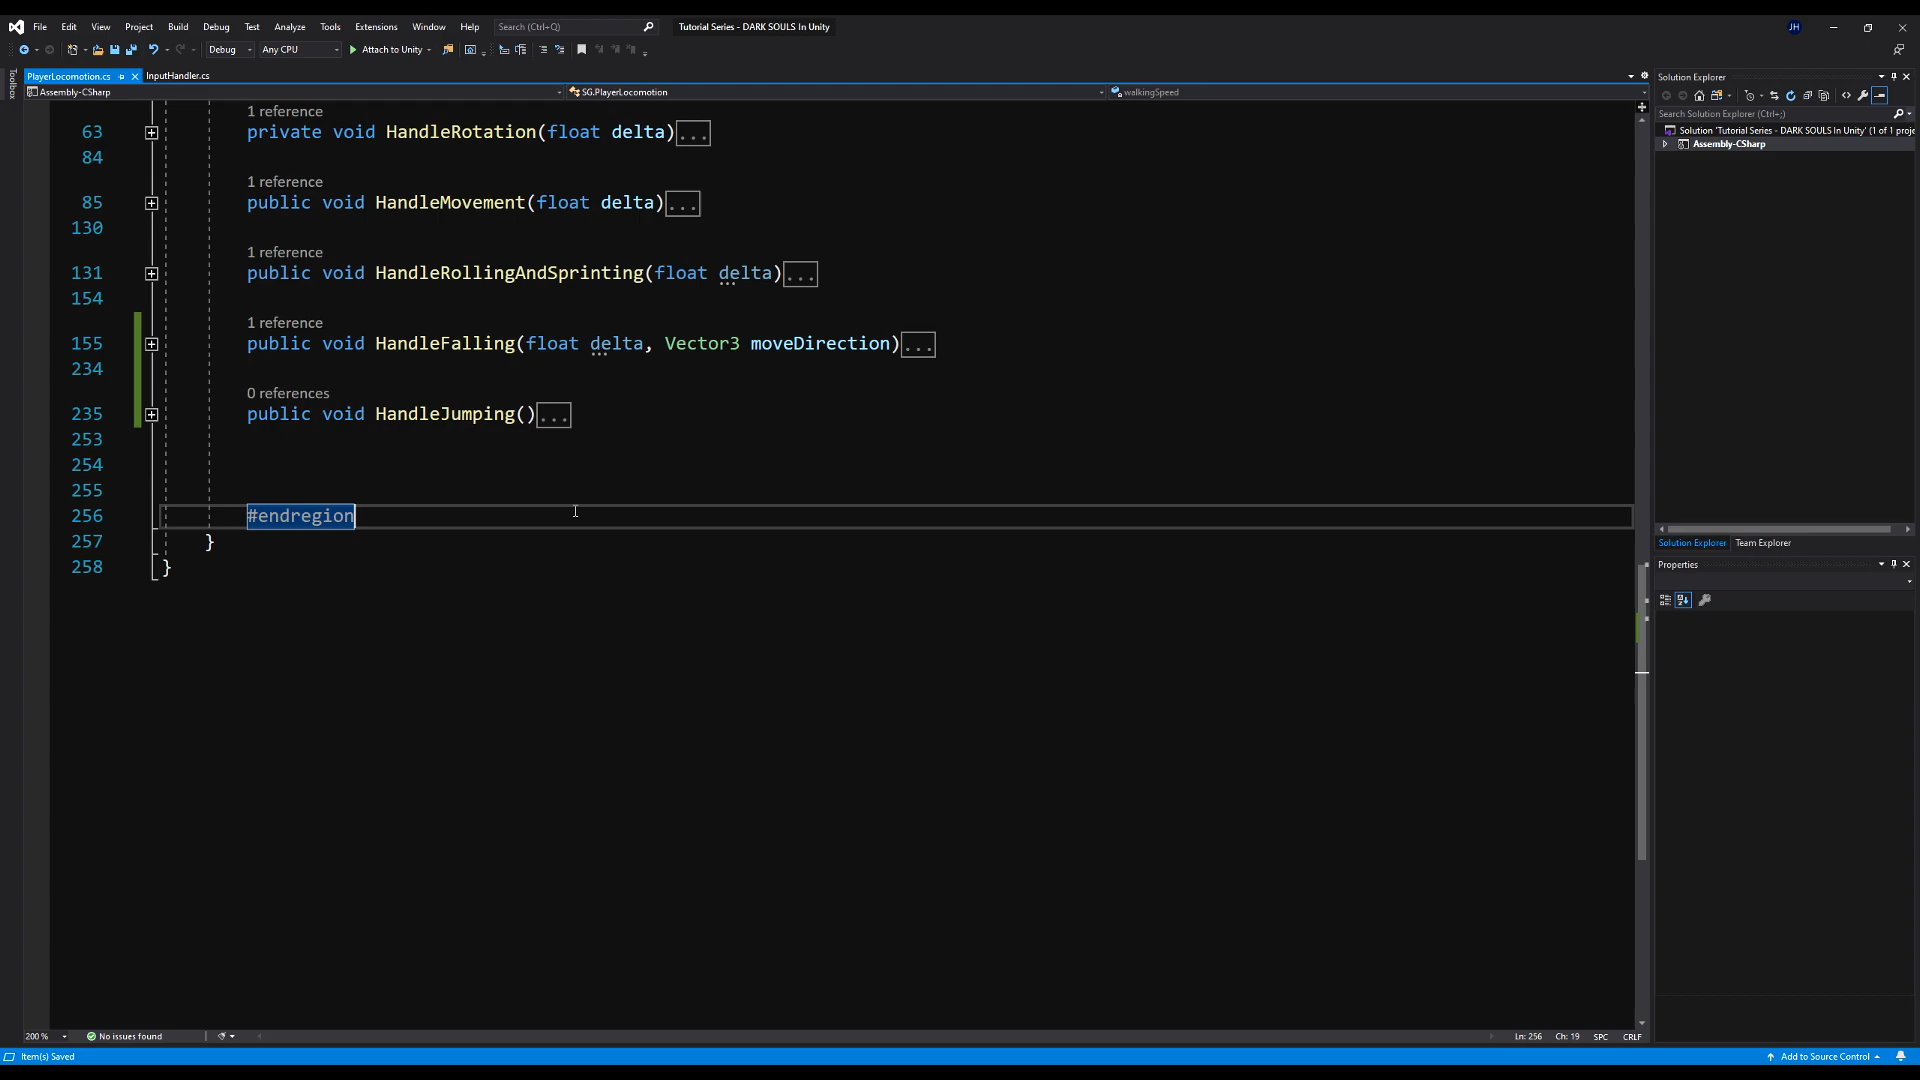 File Edit View Project Build Debug Test Analyze Tools Extensions Window Help Search (Ctrl+Q) Tutorial Series - DARK SOULS In Unity JH
Debug Any CPU Attach to Unity
Toolbox
PlayerLocomotion.cs InputHandler.cs
Assembly-CSharp SG.PlayerLocomotion walkingSpeed
1 reference
63 private void HandleRotation(float delta)...
84
1 reference
85 public void HandleMovement(float delta)...
130
1 reference
131 public void HandleRollingAndSprinting(float delta)...
154
1 reference
155 public void HandleFalling(float delta, Vector3 moveDirection)...
234
0 references
235 public void HandleJumping()...
253
254
255
256 #endregion
257 }
258 }
200 % No issues found Ln: 256 Ch: 19 SPC CRLF
Item(s) Saved Add to Source Control
Solution Explorer
Search Solution Explorer (Ctrl+;)
Solution 'Tutorial Series - DARK SOULS In Unity' (1 of 1 proje
Assembly-CSharp
Solution Explorer Team Explorer
Properties